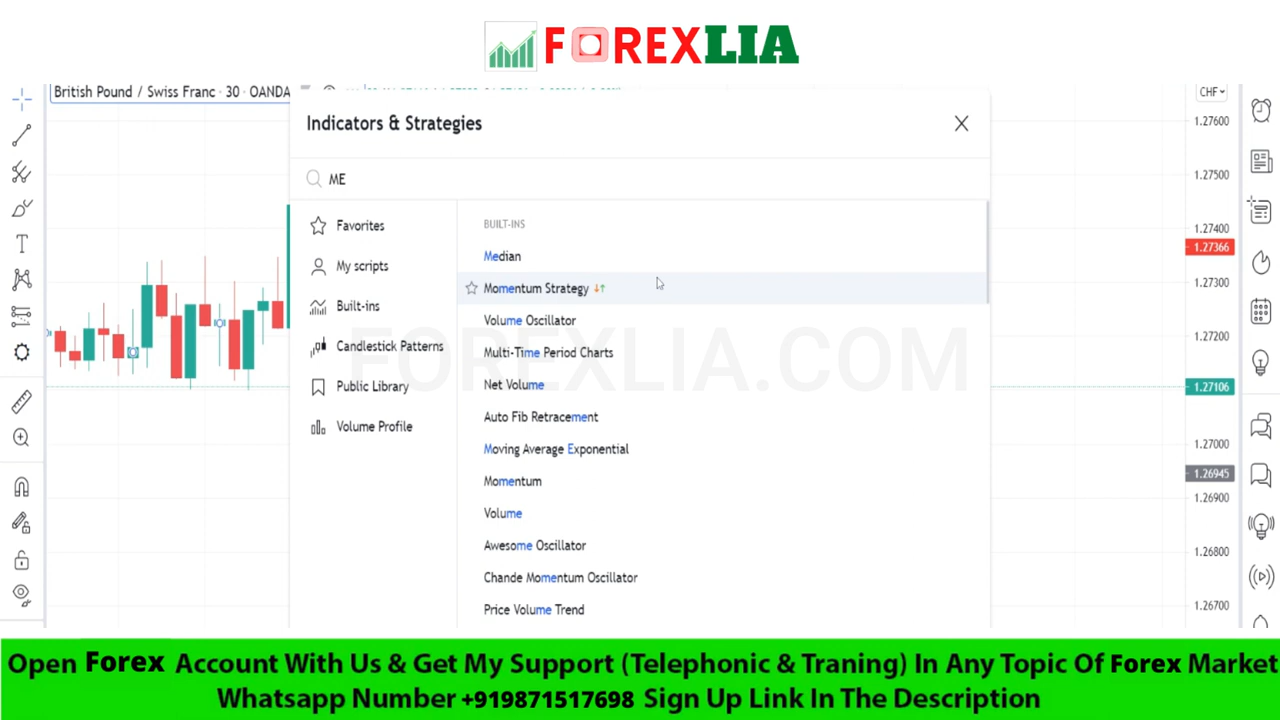 FOREXLIA
British Pound / Swiss Franc · 30 · OANDA
CHF
Indicators & Strategies
ME
Favorites
My scripts
Built-ins
Candlestick Patterns
Public Library
Volume Profile
BUILT-INS
Median
Momentum Strategy
Volume Oscillator
Multi-Time Period Charts
Net Volume
Auto Fib Retracement
Moving Average Exponential
Momentum
Volume
Awesome Oscillator
Chande Momentum Oscillator
Price Volume Trend
FOREXLIA.COM
1.27600
1.27500
1.27400
1.27366
1.27300
1.27200
1.27106
1.27000
1.26945
1.26900
1.26800
1.26700
Open Forex Account With Us & Get My Support (Telephonic & Traning) In Any Topic Of Forex Market
Whatsapp Number +919871517698 Sign Up Link In The Description